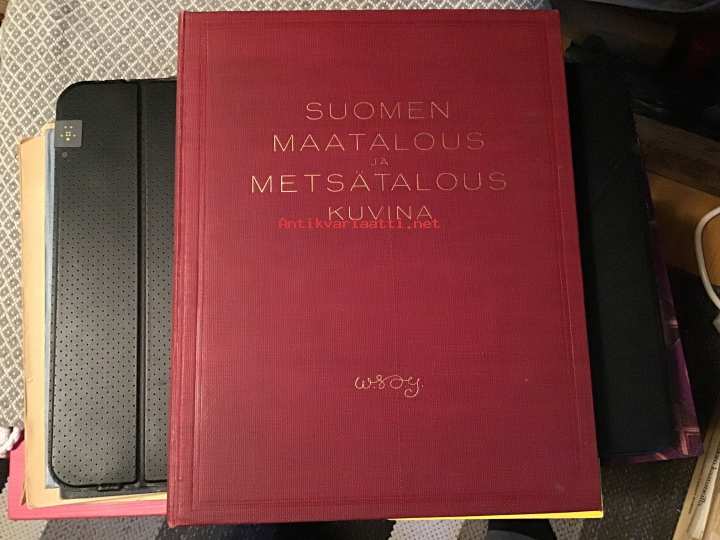 SUOMEN
MAATALOUS
JA
METSÄTALOUS
KUVINA
Antikvariaatti.net
W.S.O.Y.